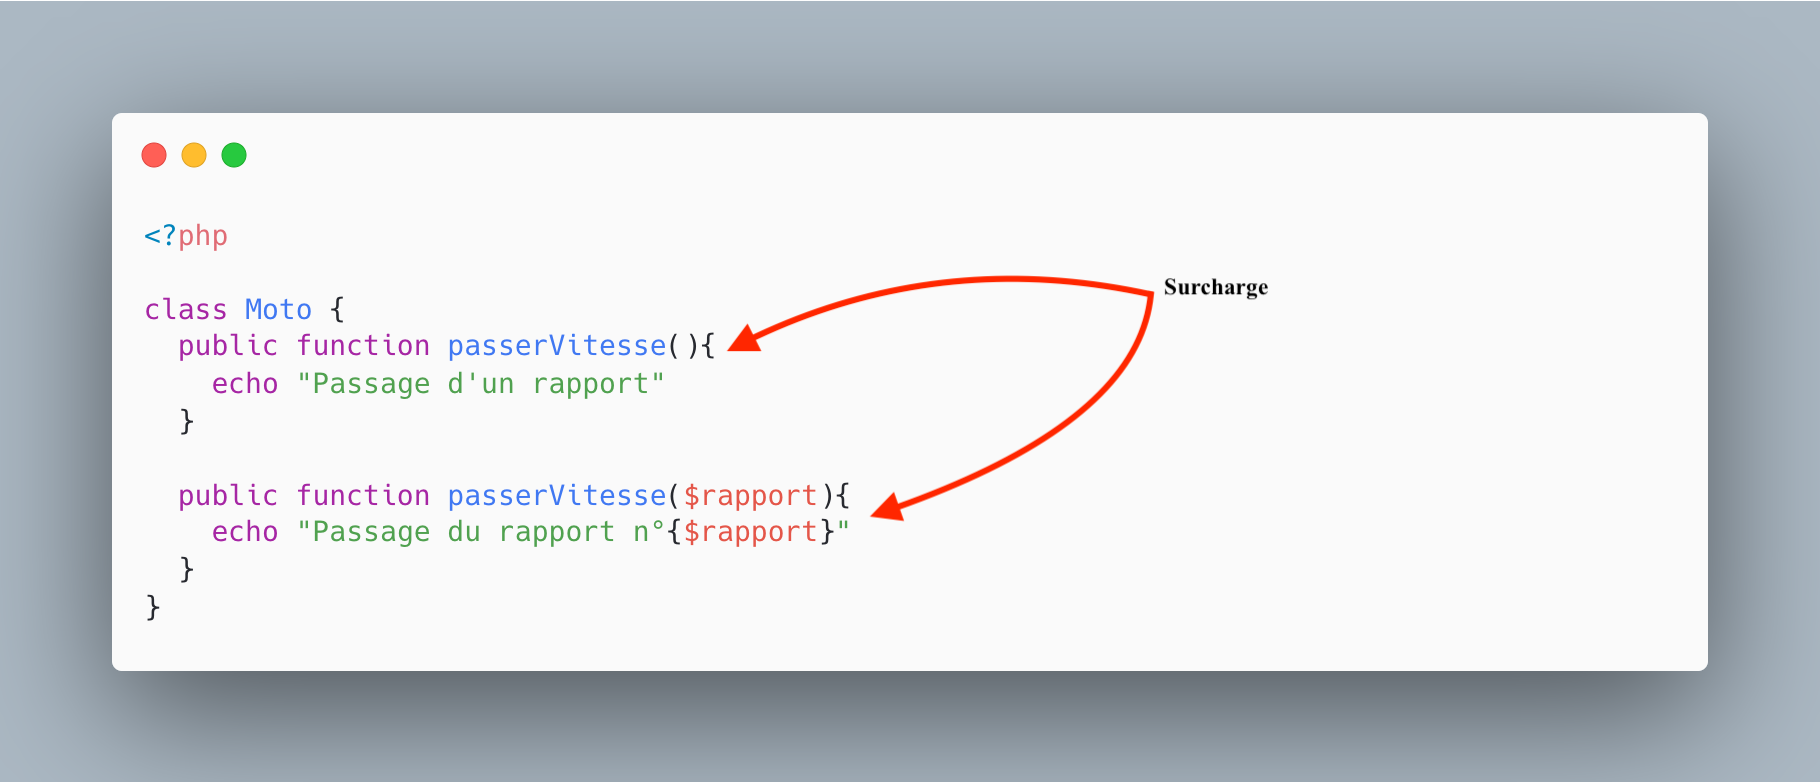 <?php
class Moto {
  public function passerVitesse(){
    echo "Passage d'un rapport"
  }
  public function passerVitesse($rapport){
    echo "Passage du rapport n°{$rapport}"
  }
}
Surcharge